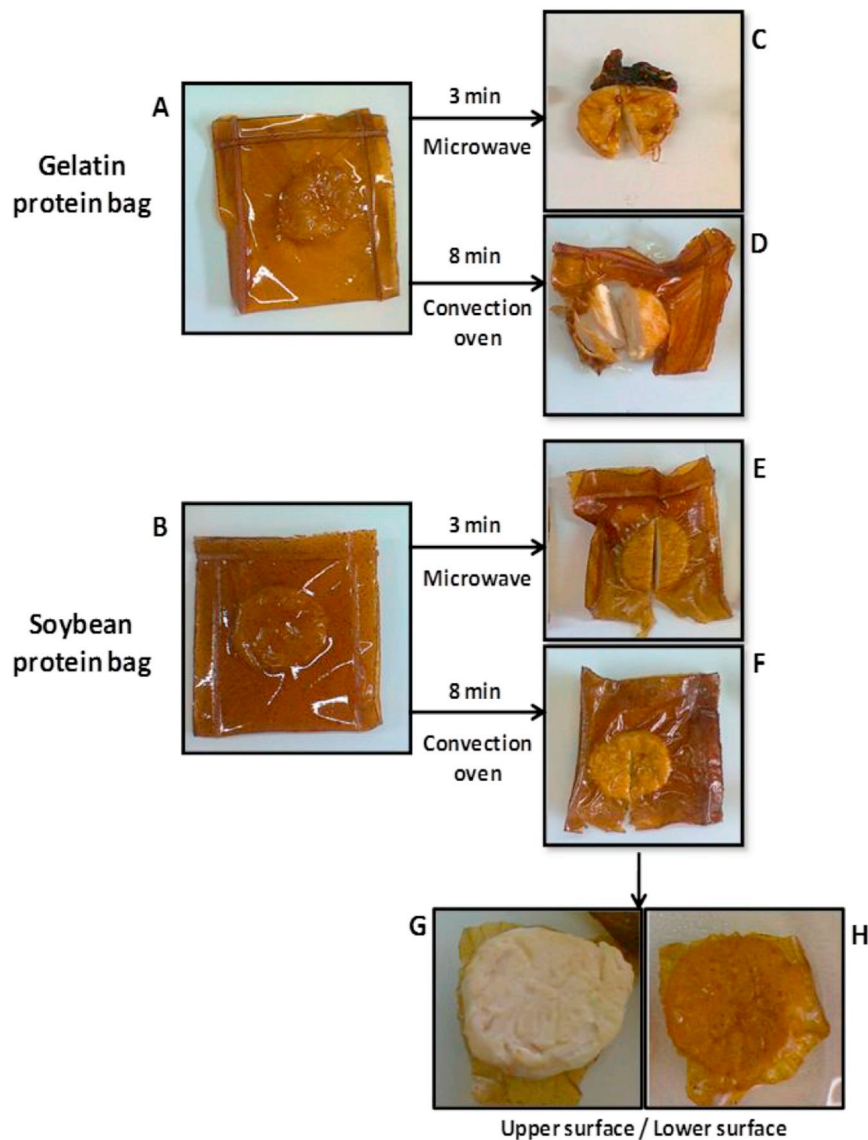 A
Gelatin
protein bag
3 min
Microwave
C
8 min
Convection
oven
D
B
Soybean
protein bag
3 min
Microwave
E
8 min
Convection
oven
F
G
H
Upper surface / Lower surface